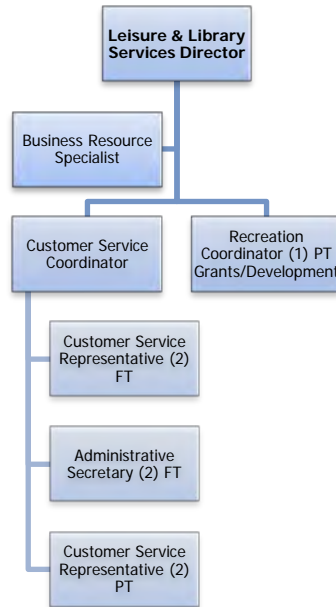 Leisure & Library
Services Director
Business Resource
Specialist
Customer Service
Coordinator
Recreation
Coordinator (1) PT
Grants/Development
Customer Service
Representative (2)
FT
Administrative
Secretary (2) FT
Customer Service
Representative (2)
PT